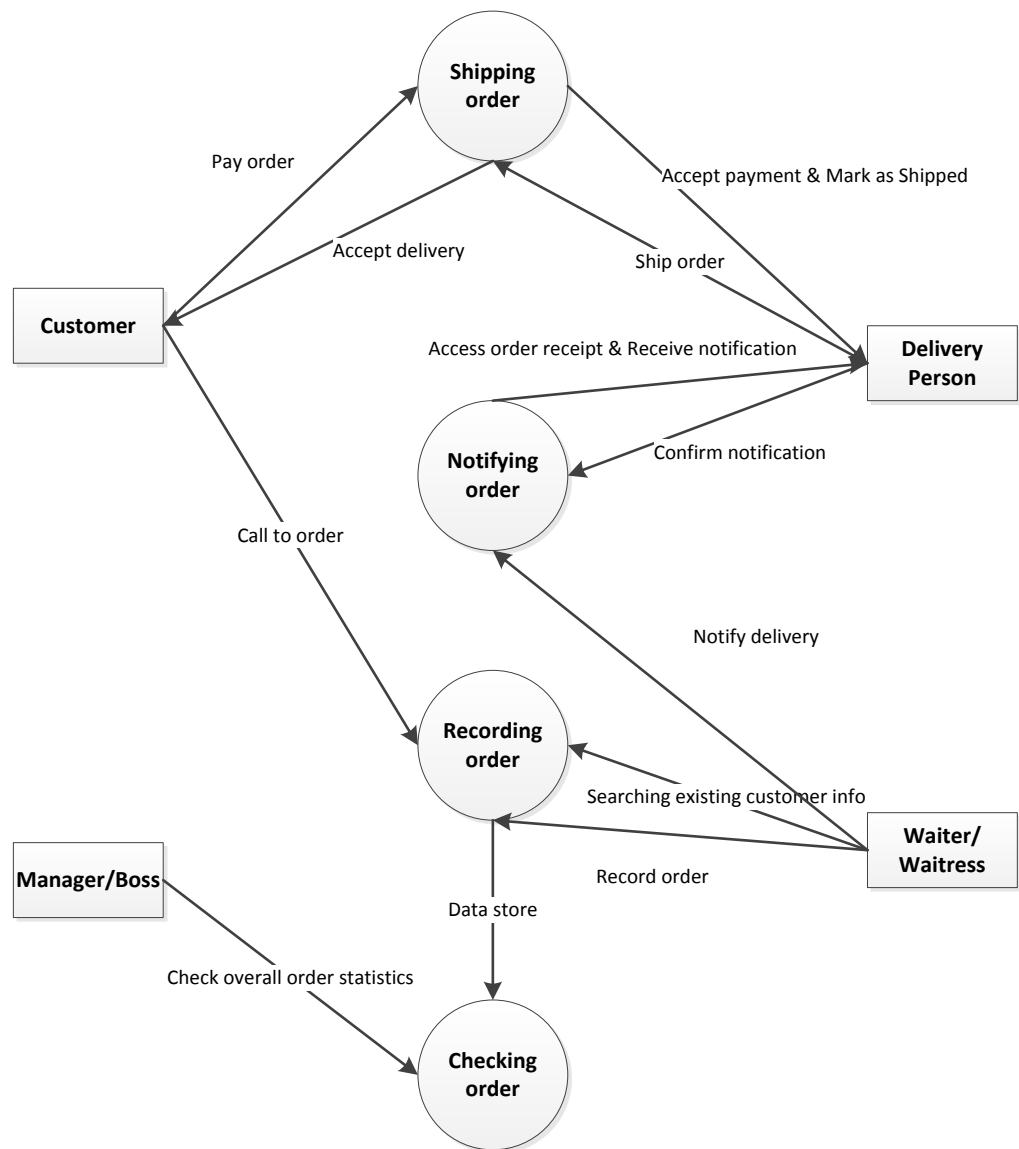 Shipping
order
Pay order
Accept payment & Mark as Shipped
Accept delivery
Ship order
Customer
Access order receipt & Receive notification
Delivery
Person
Notifying
order
Confirm notification
Call to order
Notify delivery
Recording
order
Searching existing customer info
Waiter/
Waitress
Manager/Boss
Record order
Data store
Check overall order statistics
Checking
order